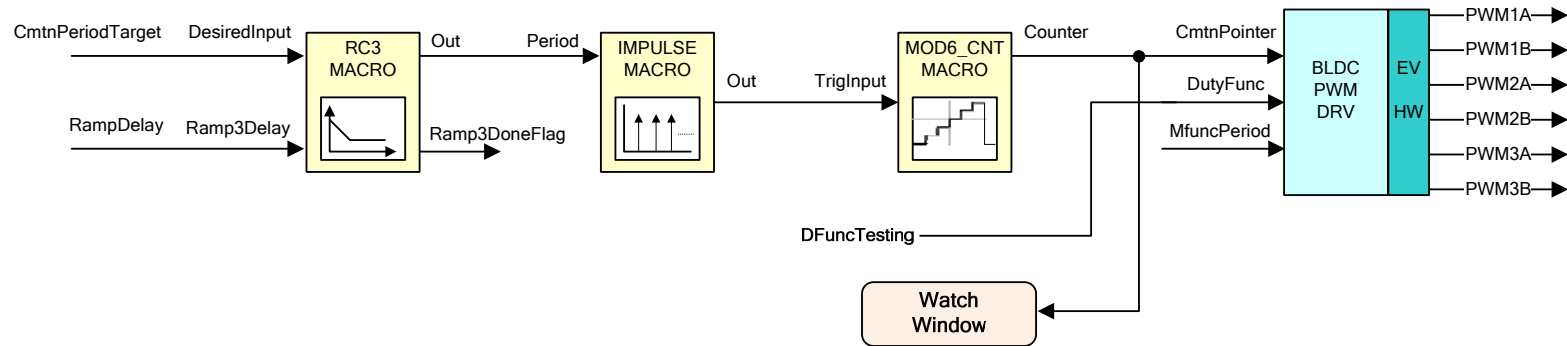 CmtnPeriodTarget
DesiredInput
RC3
MACRO
Out
Period
IMPULSE
MACRO
Out
TrigInput
MOD6_CNT
MACRO
Counter
CmtnPointer
BLDC
PWM
DRV
EV
HW
PWM1A
PWM1B
PWM2A
PWM2B
PWM3A
PWM3B
RampDelay
Ramp3Delay
Ramp3DoneFlag
DutyFunc
MfuncPeriod
DFuncTesting
Watch
Window